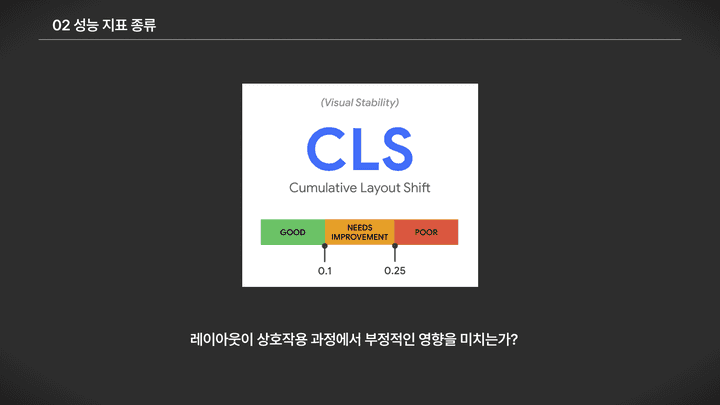 02 성능 지표 종류
(Visual Stability)
CLS
Cumulative Layout Shift
GOOD
NEEDS
IMPROVEMENT
POOR
0.1
0.25
레이아웃이 상호작용 과정에서 부정적인 영향을 미치는가?